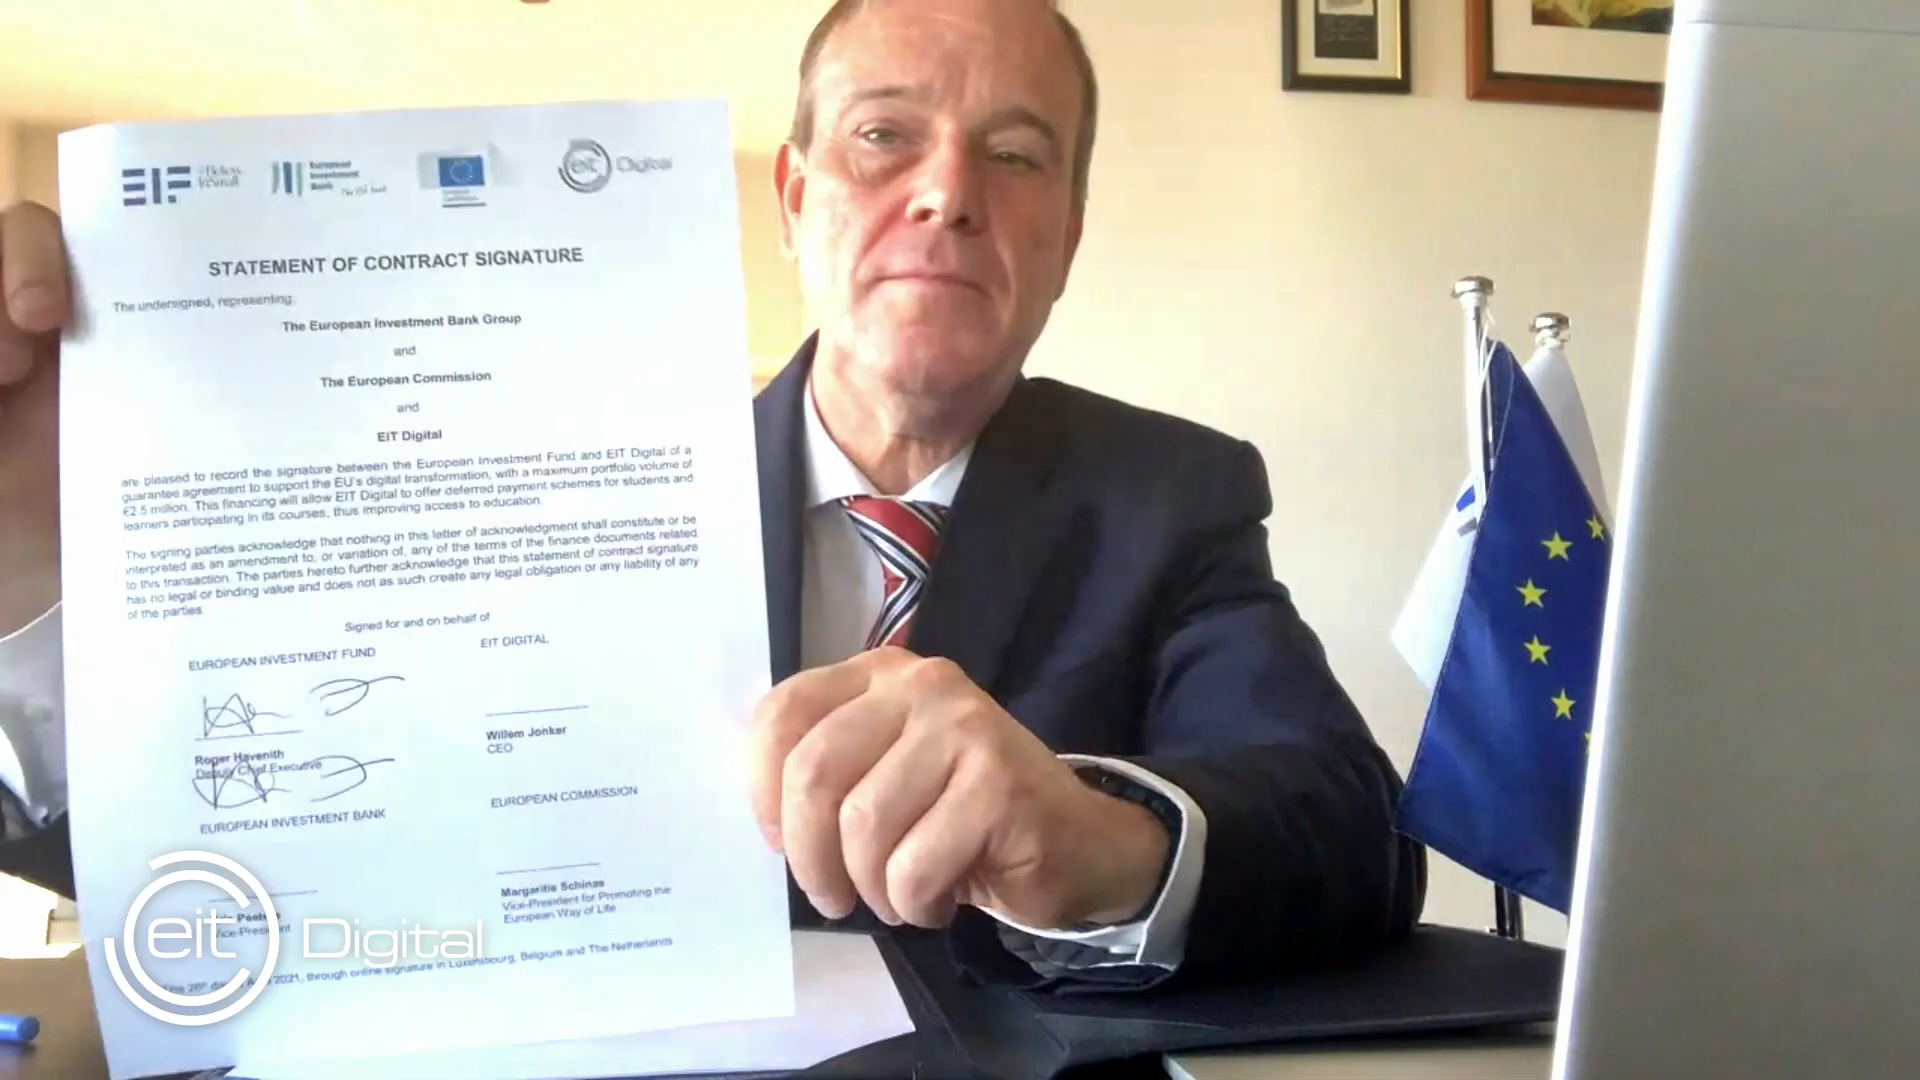 EIF
European
Investment
Bank
eit Digital
STATEMENT OF CONTRACT SIGNATURE
The undersigned, representing:
The European Investment Bank Group
and
The European Commission
and
EIT Digital
are pleased to record the signature between the European Investment Fund and EIT Digital of a
guarantee agreement to support the EU's digital transformation, with a maximum portfolio volume of
€2.5 million. This financing will allow EIT Digital to offer deferred payment schemes for students and
learners participating in its courses, thus improving access to education.
The signing parties acknowledge that nothing in this letter of acknowledgment shall constitute or be
interpreted as an amendment to, or variation of, any of the terms of the finance documents related
to this transaction. The parties hereto further acknowledge that this statement of contract signature
has no legal or binding value and does not as such create any legal obligation or any liability of any
of the parties.
Signed for and on behalf of
EUROPEAN INVESTMENT FUND
EIT DIGITAL
Roger Havenith
Deputy Chief Executive
Willem Jonker
CEO
EUROPEAN INVESTMENT BANK
EUROPEAN COMMISSION
Vice-President
Margaritis Schinas
Vice-President for Promoting the
European Way of Life
2021, through online signature in Luxembourg, Belgium and The Netherlands
eit Digital